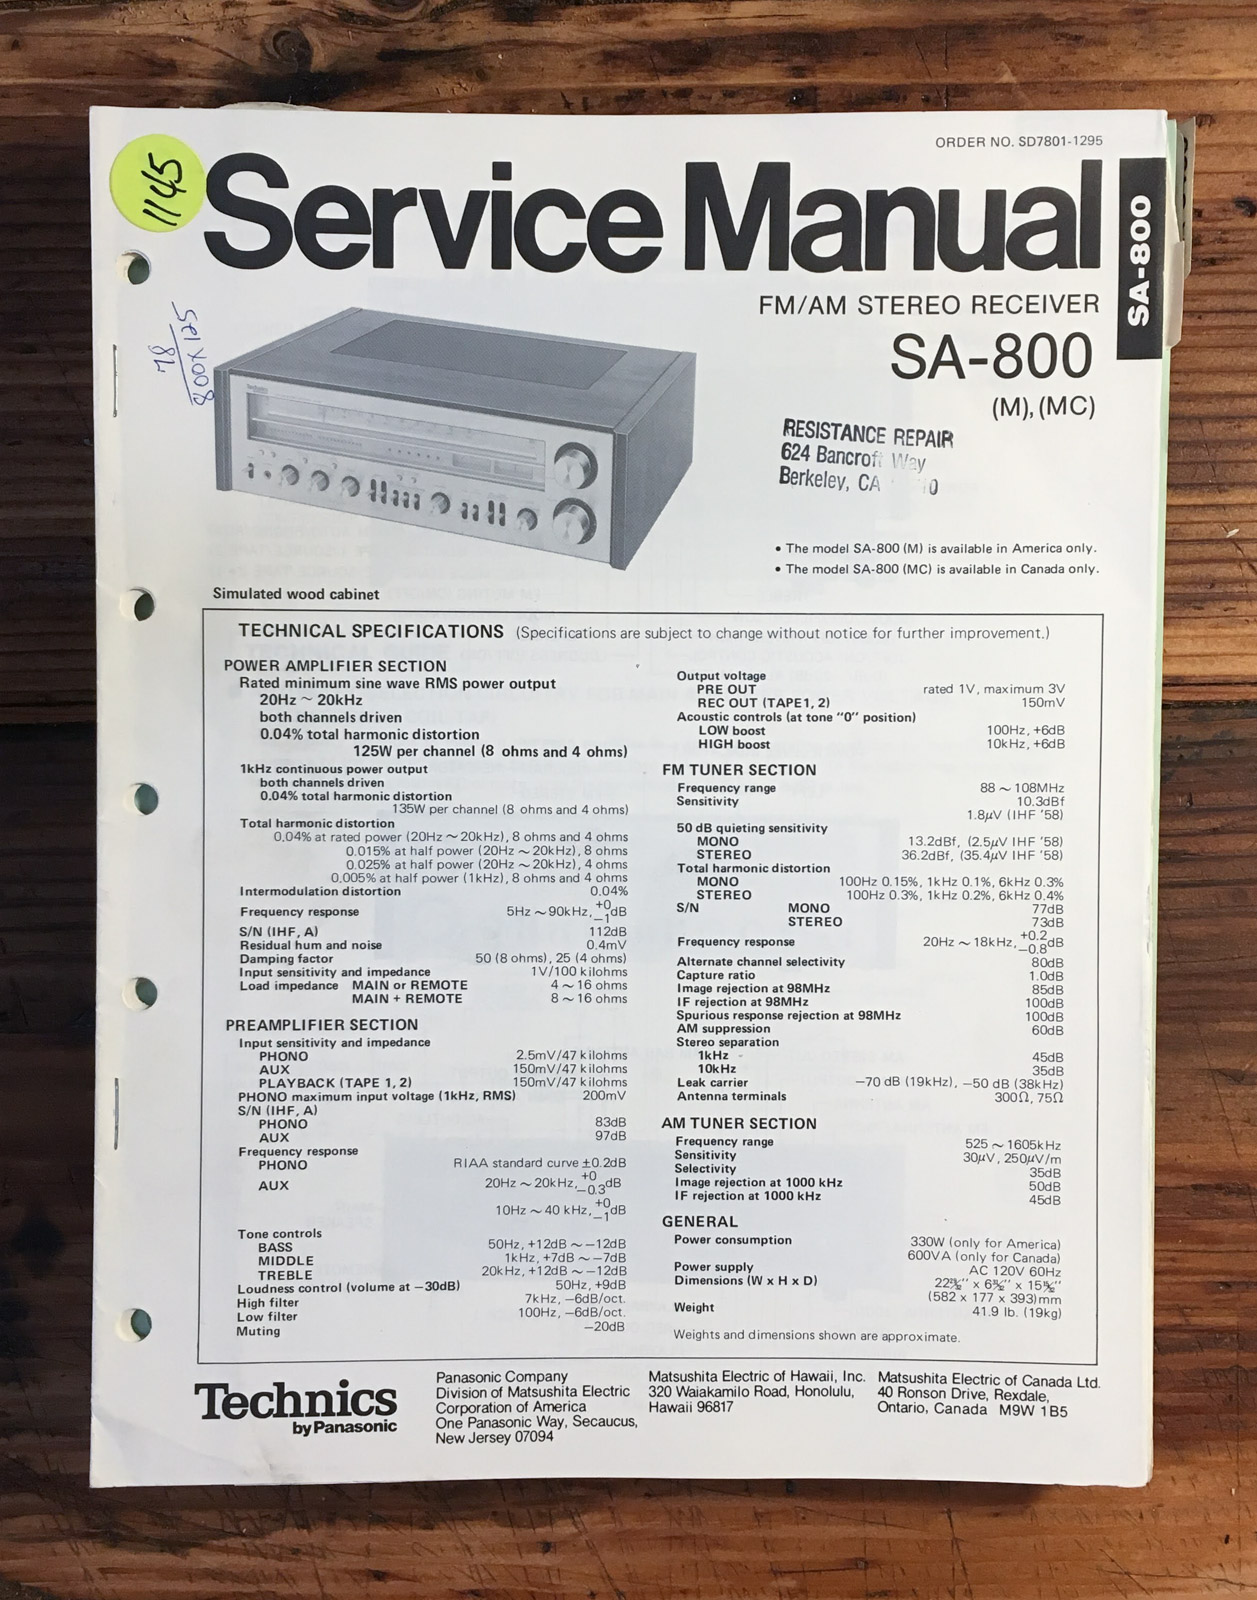 ORDER NO. SD7801-1295
1145
Service Manual
SA-800
FM/AM STEREO RECEIVER
SA-800
(M), (MC)
78
800x125
RESISTANCE REPAIR
624 Bancroft Way
Berkeley, CA
• The model SA-800 (M) is available in America only.
• The model SA-800 (MC) is available in Canada only.
Simulated wood cabinet
TECHNICAL SPECIFICATIONS (Specifications are subject to change without notice for further improvement.)
POWER AMPLIFIER SECTION
Rated minimum sine wave RMS power output
20Hz ~ 20kHz
both channels driven
0.04% total harmonic distortion
125W per channel (8 ohms and 4 ohms)
1kHz continuous power output
both channels driven
0.04% total harmonic distortion
135W per channel (8 ohms and 4 ohms)
Total harmonic distortion
0.04% at rated power (20Hz ~ 20kHz), 8 ohms and 4 ohms
0.015% at half power (20Hz ~ 20kHz), 8 ohms
0.025% at half power (20Hz ~ 20kHz), 4 ohms
0.005% at half power (1kHz), 8 ohms and 4 ohms
Intermodulation distortion 0.04%
Frequency response 5Hz ~ 90kHz, +0 −1 dB
S/N (IHF, A) 112dB
Residual hum and noise 0.4mV
Damping factor 50 (8 ohms), 25 (4 ohms)
Input sensitivity and impedance 1V/100 kilohms
Load impedance MAIN or REMOTE 4 ~ 16 ohms
MAIN + REMOTE 8 ~ 16 ohms
PREAMPLIFIER SECTION
Input sensitivity and impedance
PHONO 2.5mV/47 kilohms
AUX 150mV/47 kilohms
PLAYBACK (TAPE 1, 2) 150mV/47 kilohms
PHONO maximum input voltage (1kHz, RMS) 200mV
S/N (IHF, A)
PHONO 83dB
AUX 97dB
Frequency response
PHONO RIAA standard curve ±0.2dB
AUX 20Hz ~ 20kHz, +0 −0.3 dB
10Hz ~ 40 kHz, +0 −1 dB
Tone controls
BASS 50Hz, +12dB ~ −12dB
MIDDLE 1kHz, +7dB ~ −7dB
TREBLE 20kHz, +12dB ~ −12dB
Loudness control (volume at −30dB) 50Hz, +9dB
High filter 7kHz, −6dB/oct.
Low filter 100Hz, −6dB/oct.
Muting −20dB
Output voltage
PRE OUT rated 1V, maximum 3V
REC OUT (TAPE1, 2) 150mV
Acoustic controls (at tone "0" position)
LOW boost 100Hz, +6dB
HIGH boost 10kHz, +6dB
FM TUNER SECTION
Frequency range 88 ~ 108MHz
Sensitivity 10.3dBf
1.8μV (IHF '58)
50 dB quieting sensitivity
MONO 13.2dBf, (2.5μV IHF '58)
STEREO 36.2dBf, (35.4μV IHF '58)
Total harmonic distortion
MONO 100Hz 0.15%, 1kHz 0.1%, 6kHz 0.3%
STEREO 100Hz 0.3%, 1kHz 0.2%, 6kHz 0.4%
S/N MONO 77dB
STEREO 73dB
Frequency response 20Hz ~ 18kHz, +0.2 −0.8 dB
Alternate channel selectivity 80dB
Capture ratio 1.0dB
Image rejection at 98MHz 85dB
IF rejection at 98MHz 100dB
Spurious response rejection at 98MHz 100dB
AM suppression 60dB
Stereo separation
1kHz 45dB
10kHz 35dB
Leak carrier −70 dB (19kHz), −50 dB (38kHz)
Antenna terminals 300Ω, 75Ω
AM TUNER SECTION
Frequency range 525 ~ 1605kHz
Sensitivity 30μV, 250μV/m
Selectivity 35dB
Image rejection at 1000 kHz 50dB
IF rejection at 1000 kHz 45dB
GENERAL
Power consumption 330W (only for America)
600VA (only for Canada)
Power supply AC 120V 60Hz
Dimensions (W x H x D)
(582 x 177 x 393)mm
Weight 41.9 lb. (19kg)
Weights and dimensions shown are approximate.
Technics
by Panasonic
Panasonic Company
Division of Matsushita Electric
Corporation of America
One Panasonic Way, Secaucus,
New Jersey 07094
Matsushita Electric of Hawaii, Inc.
320 Waiakamilo Road, Honolulu,
Hawaii 96817
Matsushita Electric of Canada Ltd.
40 Ronson Drive, Rexdale,
Ontario, Canada M9W 1B5